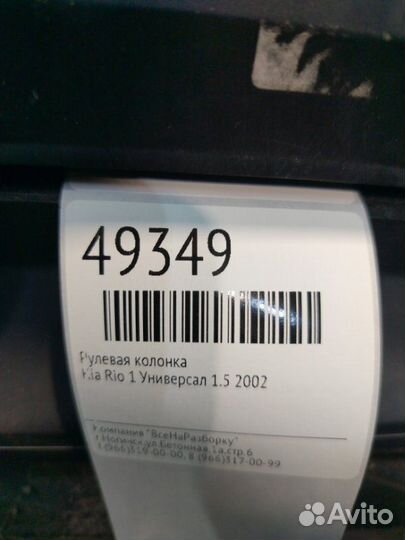 49349
Рулевая колонка
Kia Rio 1 Универсал 1.5 2002
Компания "ВсеНаРазборку"
г.Ногинск,ул.Бетонная 1а,стр.6
8 (966)319-00-00, 8 (966)317-00-99
Avito